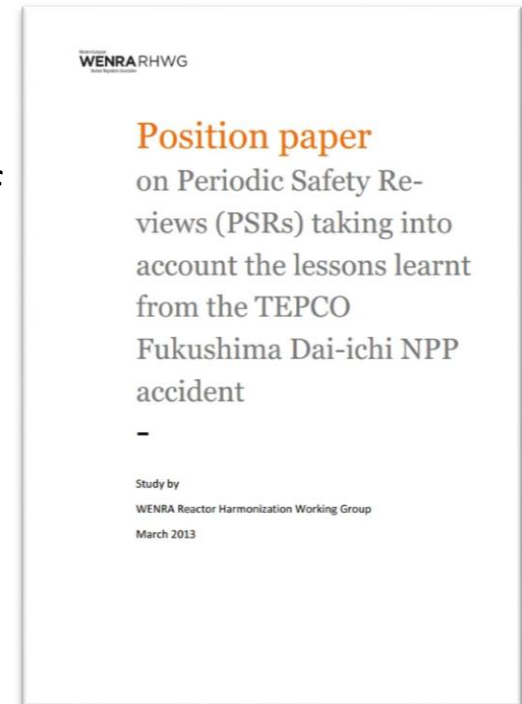 WENRA RHWG
Position paper
on Periodic Safety Re-
views (PSRs) taking into
account the lessons learnt
from the TEPCO
Fukushima Dai-ichi NPP
accident
–
Study by
WENRA Reactor Harmonization Working Group
March 2013